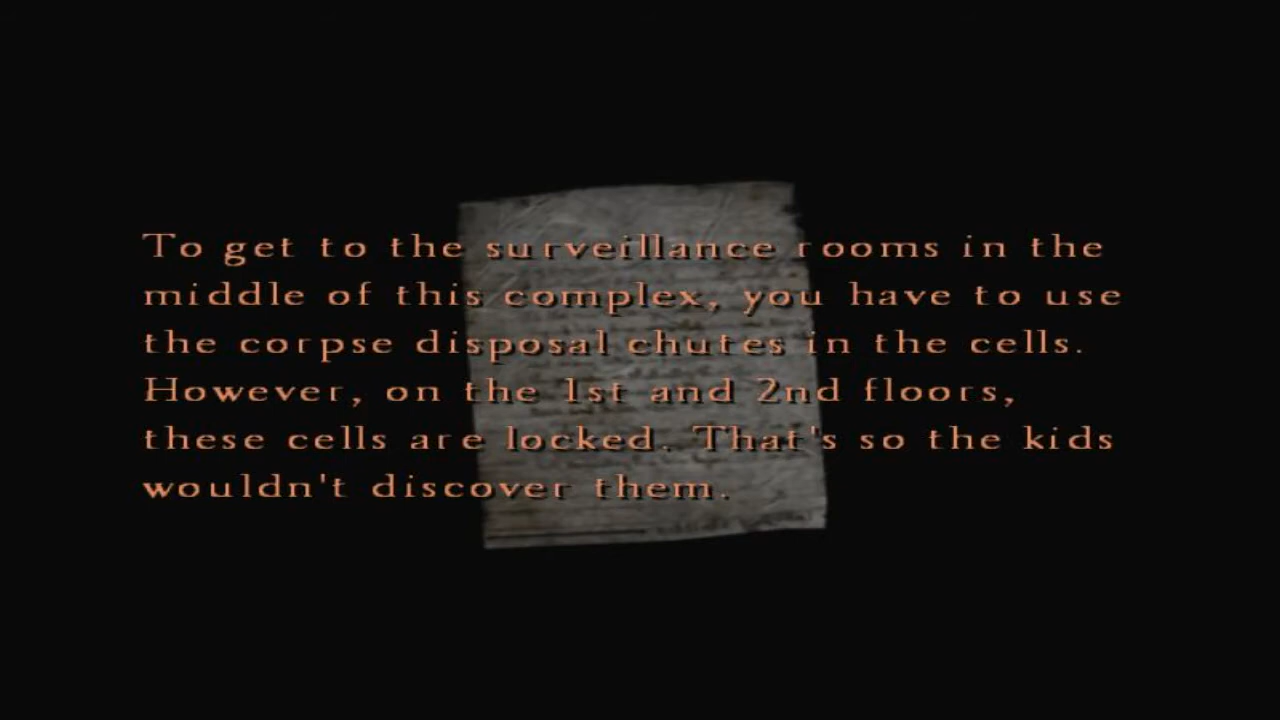 To get to the surveillance rooms in the
middle of this complex, you have to use
the corpse disposal chutes in the cells.
However, on the 1st and 2nd floors,
these cells are locked. That's so the kids
wouldn't discover them.